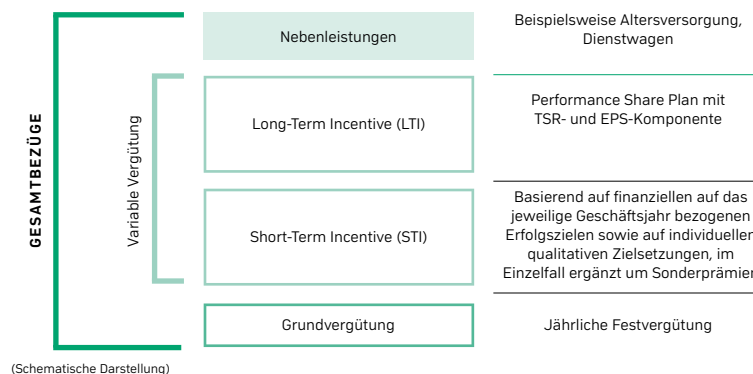 GESAMTBEZÜGE
Variable Vergütung
Nebenleistungen
Beispielsweise Altersversorgung,
Dienstwagen
Long-Term Incentive (LTI)
Performance Share Plan mit
TSR- und EPS-Komponente
Short-Term Incentive (STI)
Basierend auf finanziellen auf das
jeweilige Geschäftsjahr bezogenen
Erfolgszielen sowie auf individuellen
qualitativen Zielsetzungen, im
Einzelfall ergänzt um Sonderprämien
Grundvergütung
Jährliche Festvergütung
(Schematische Darstellung)